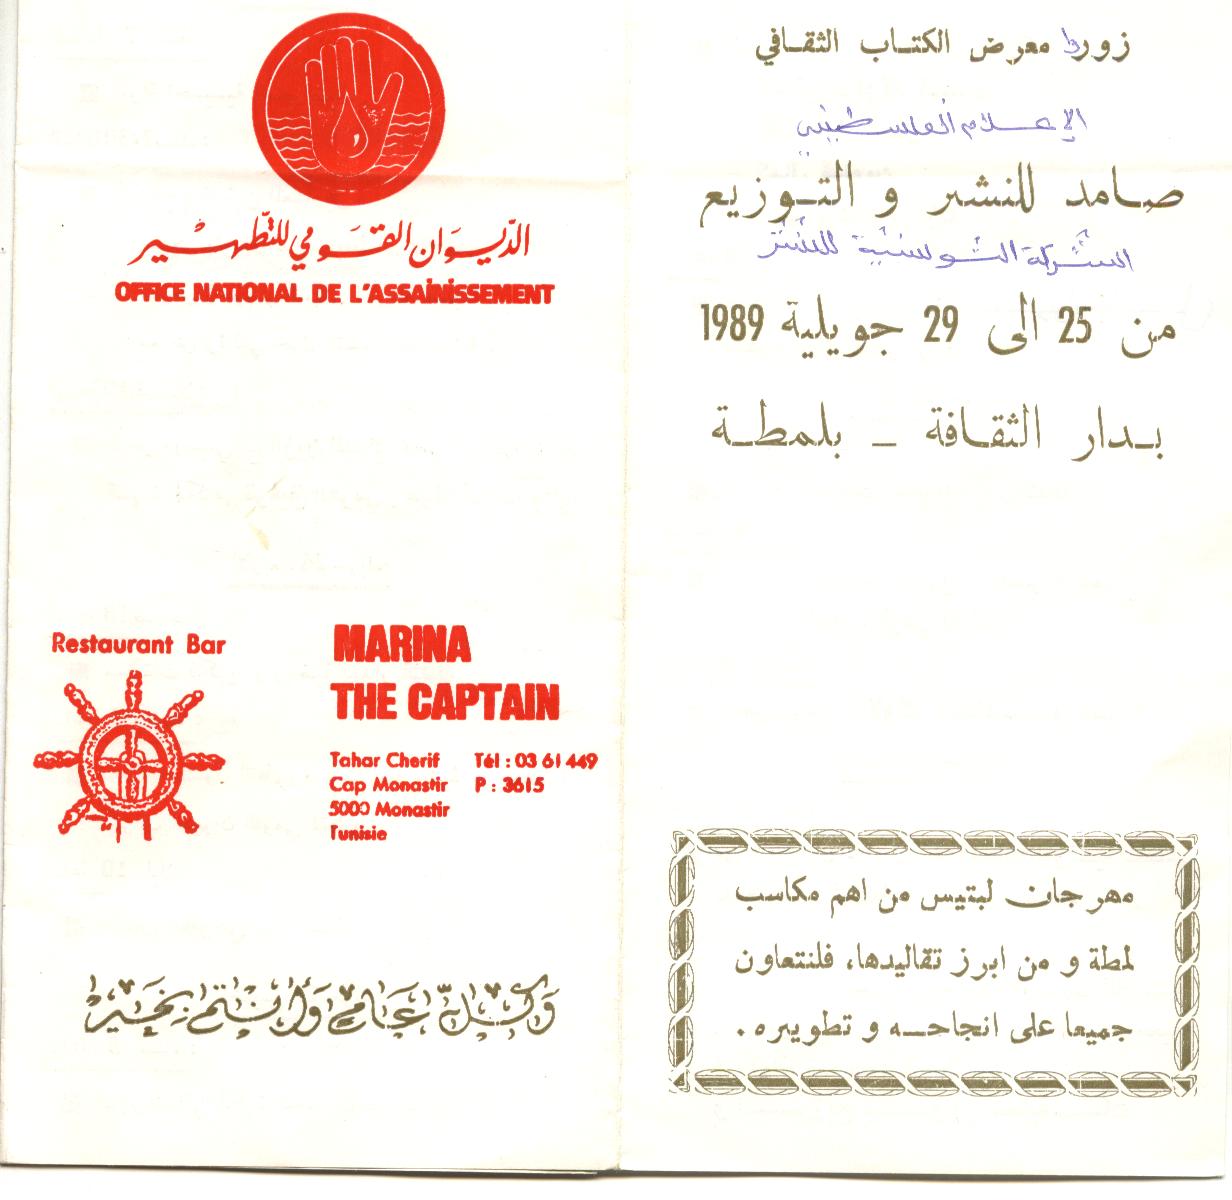 الديوان القومي للتطهير
OFFICE NATIONAL DE L'ASSAINISSEMENT
Restaurant Bar
MARINA
THE CAPTAIN
Tahar Cherif Tél : 03 61 449
Cap Monastir P : 3615
5000 Monastir
Tunisie
وكل عام وأنتم بخير
زوروا معرض الكتاب الثقافي
الإعلام الفلسطيني
صامد للنشر و التوزيع
الشركة التونسية للنشر
من 25 الى 29 جويلية 1989
بدار الثقافة - بلمطة
مهرجان لبتيس من اهم مكاسب
لمطة و من ابرز تقاليدها، فلنتعاون
جميعا على انجاحه و تطويره.